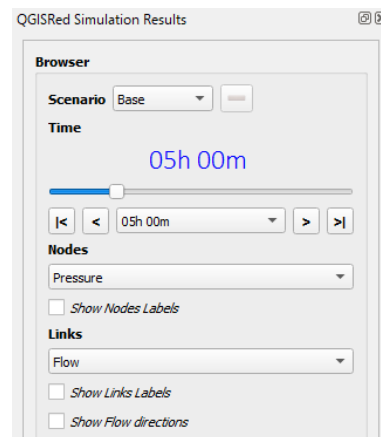 QGISRed Simulation Results
Browser
Scenario Base
Time
05h 00m
|< < 05h 00m > >|
Nodes
Pressure
Show Nodes Labels
Links
Flow
Show Links Labels
Show Flow directions